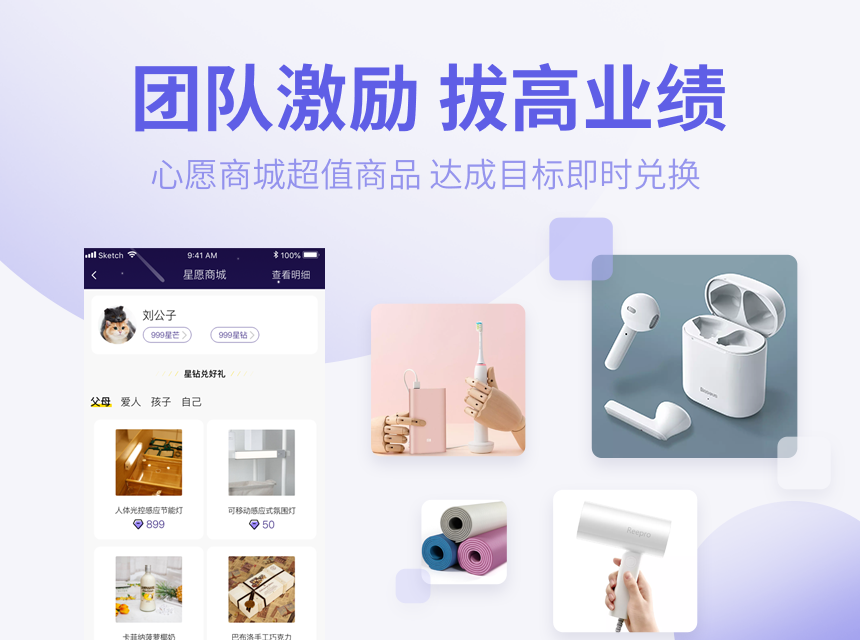 团队激励 拔高业绩
心愿商城超值商品 达成目标即时兑换
Sketch 9:41 AM 100%
星愿商城 查看明细
刘公子
999星芒 999星钻
星钻兑好礼
父母 爱人 孩子 自己
人体光控感应节能灯 可移动感应式氛围灯
899 50
卡菲纳菠萝椰奶 巴布洛手工巧克力
Baseus